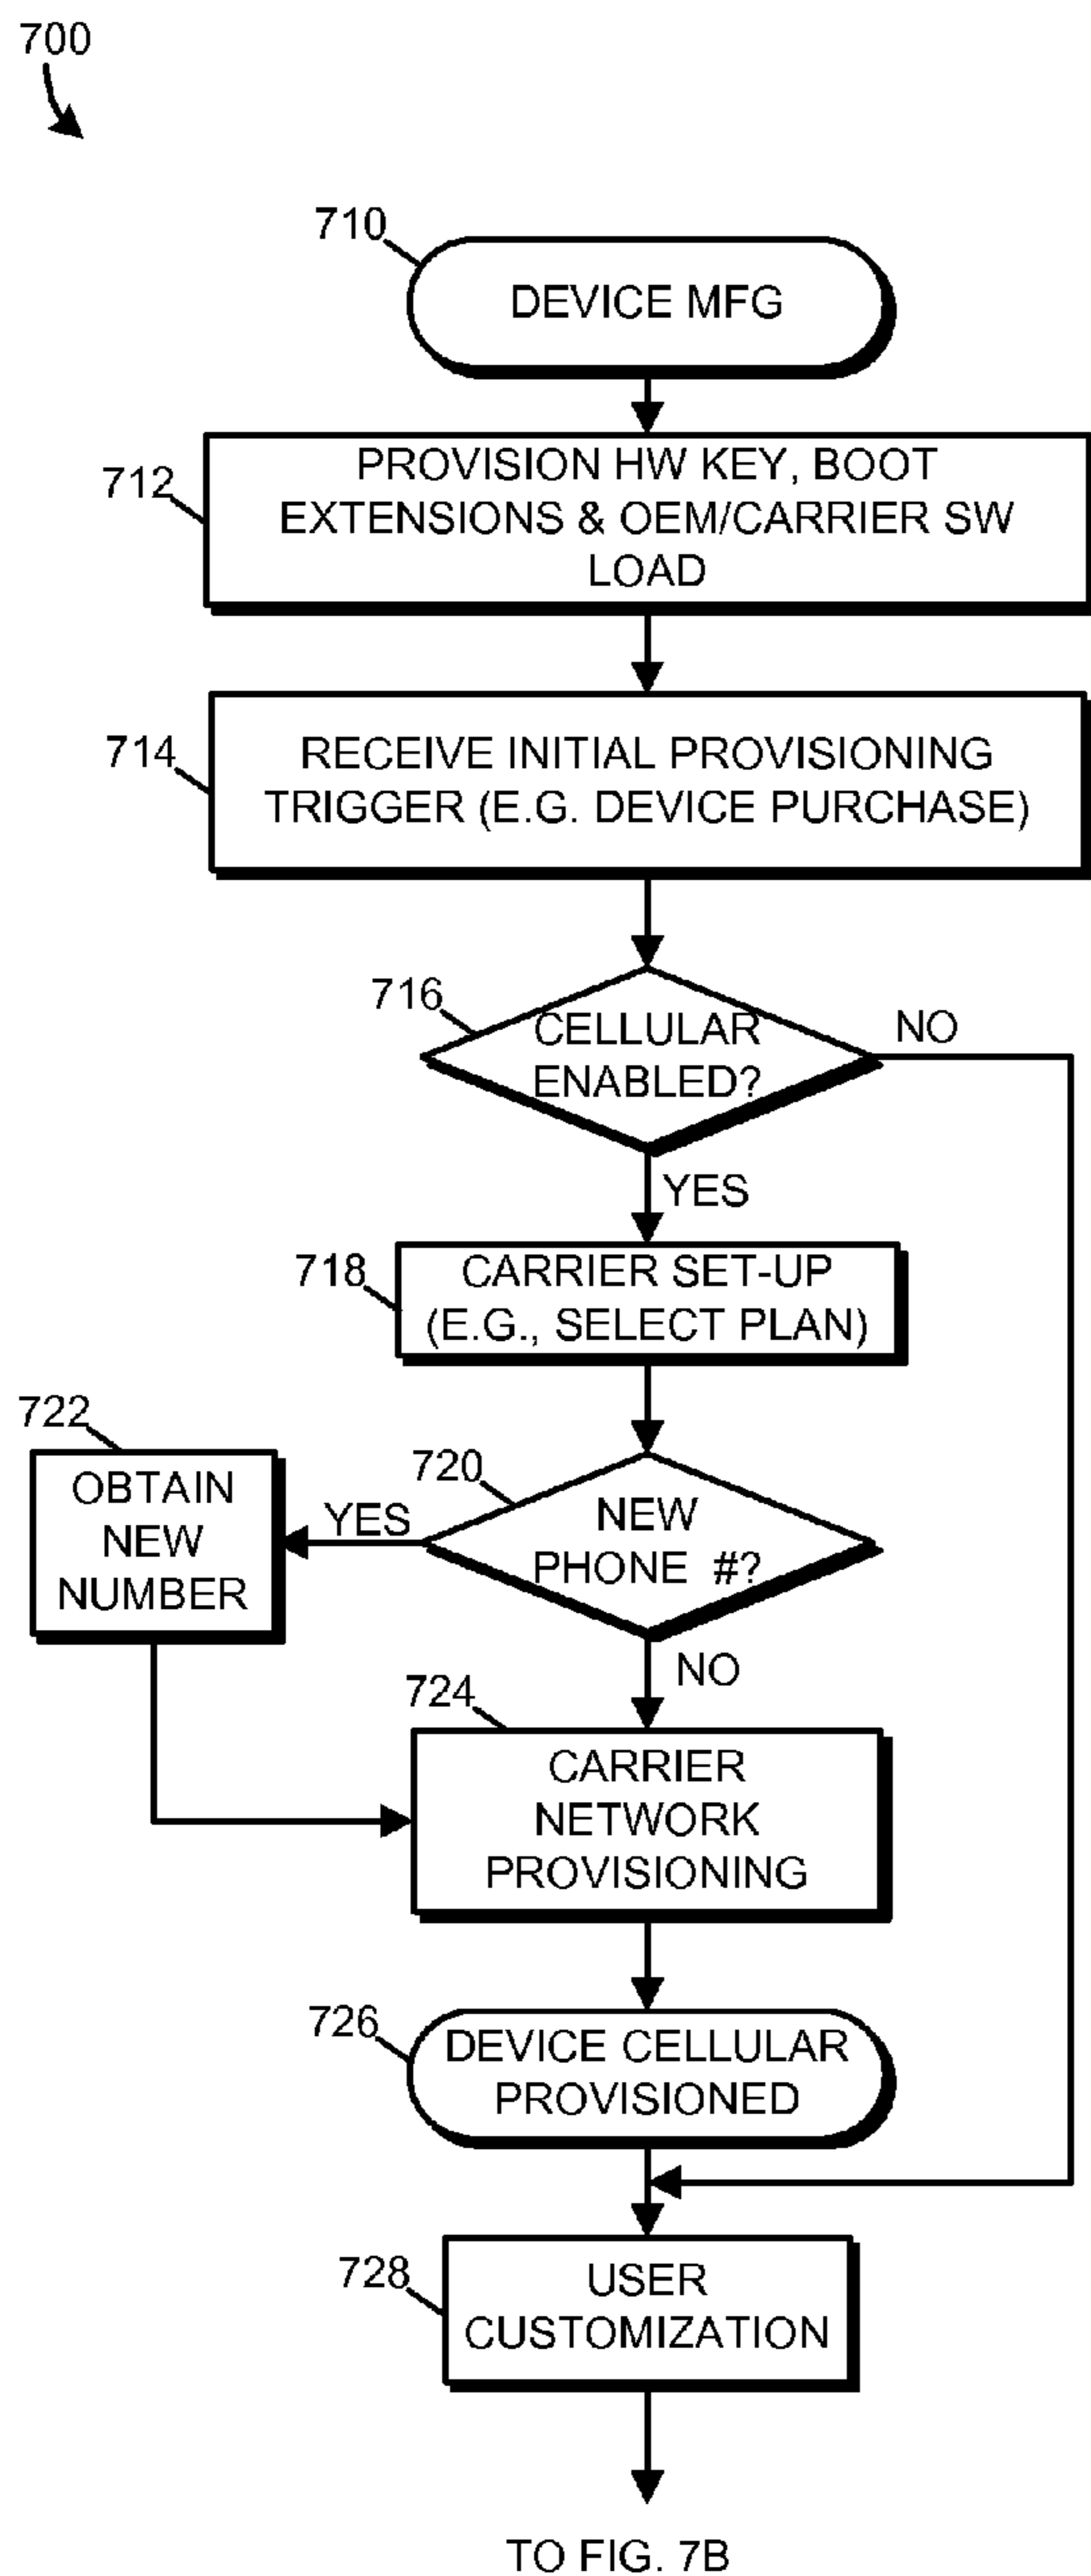 700
710
DEVICE MFG
712
PROVISION HW KEY, BOOT
EXTENSIONS & OEM/CARRIER SW
LOAD
714
RECEIVE INITIAL PROVISIONING
TRIGGER (E.G. DEVICE PURCHASE)
716
CELLULAR
ENABLED?
NO
YES
718
CARRIER SET-UP
(E.G., SELECT PLAN)
720
NEW
PHONE #?
YES
722
OBTAIN
NEW
NUMBER
NO
724
CARRIER
NETWORK
PROVISIONING
726
DEVICE CELLULAR
PROVISIONED
728
USER
CUSTOMIZATION
TO FIG. 7B